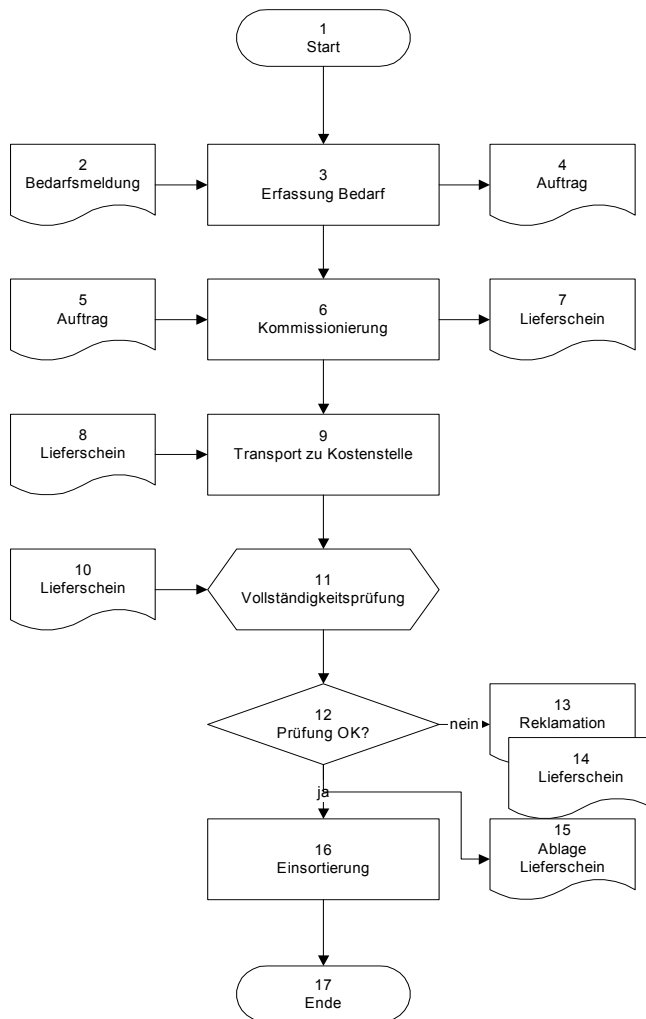 1
Start
2
Bedarfsmeldung
3
Erfassung Bedarf
4
Auftrag
5
Auftrag
6
Kommissionierung
7
Lieferschein
8
Lieferschein
9
Transport zu Kostenstelle
10
Lieferschein
11
Vollständigkeitsprüfung
12
Prüfung OK?
nein
13
Reklamation
14
Lieferschein
ja
15
Ablage
Lieferschein
16
Einsortierung
17
Ende